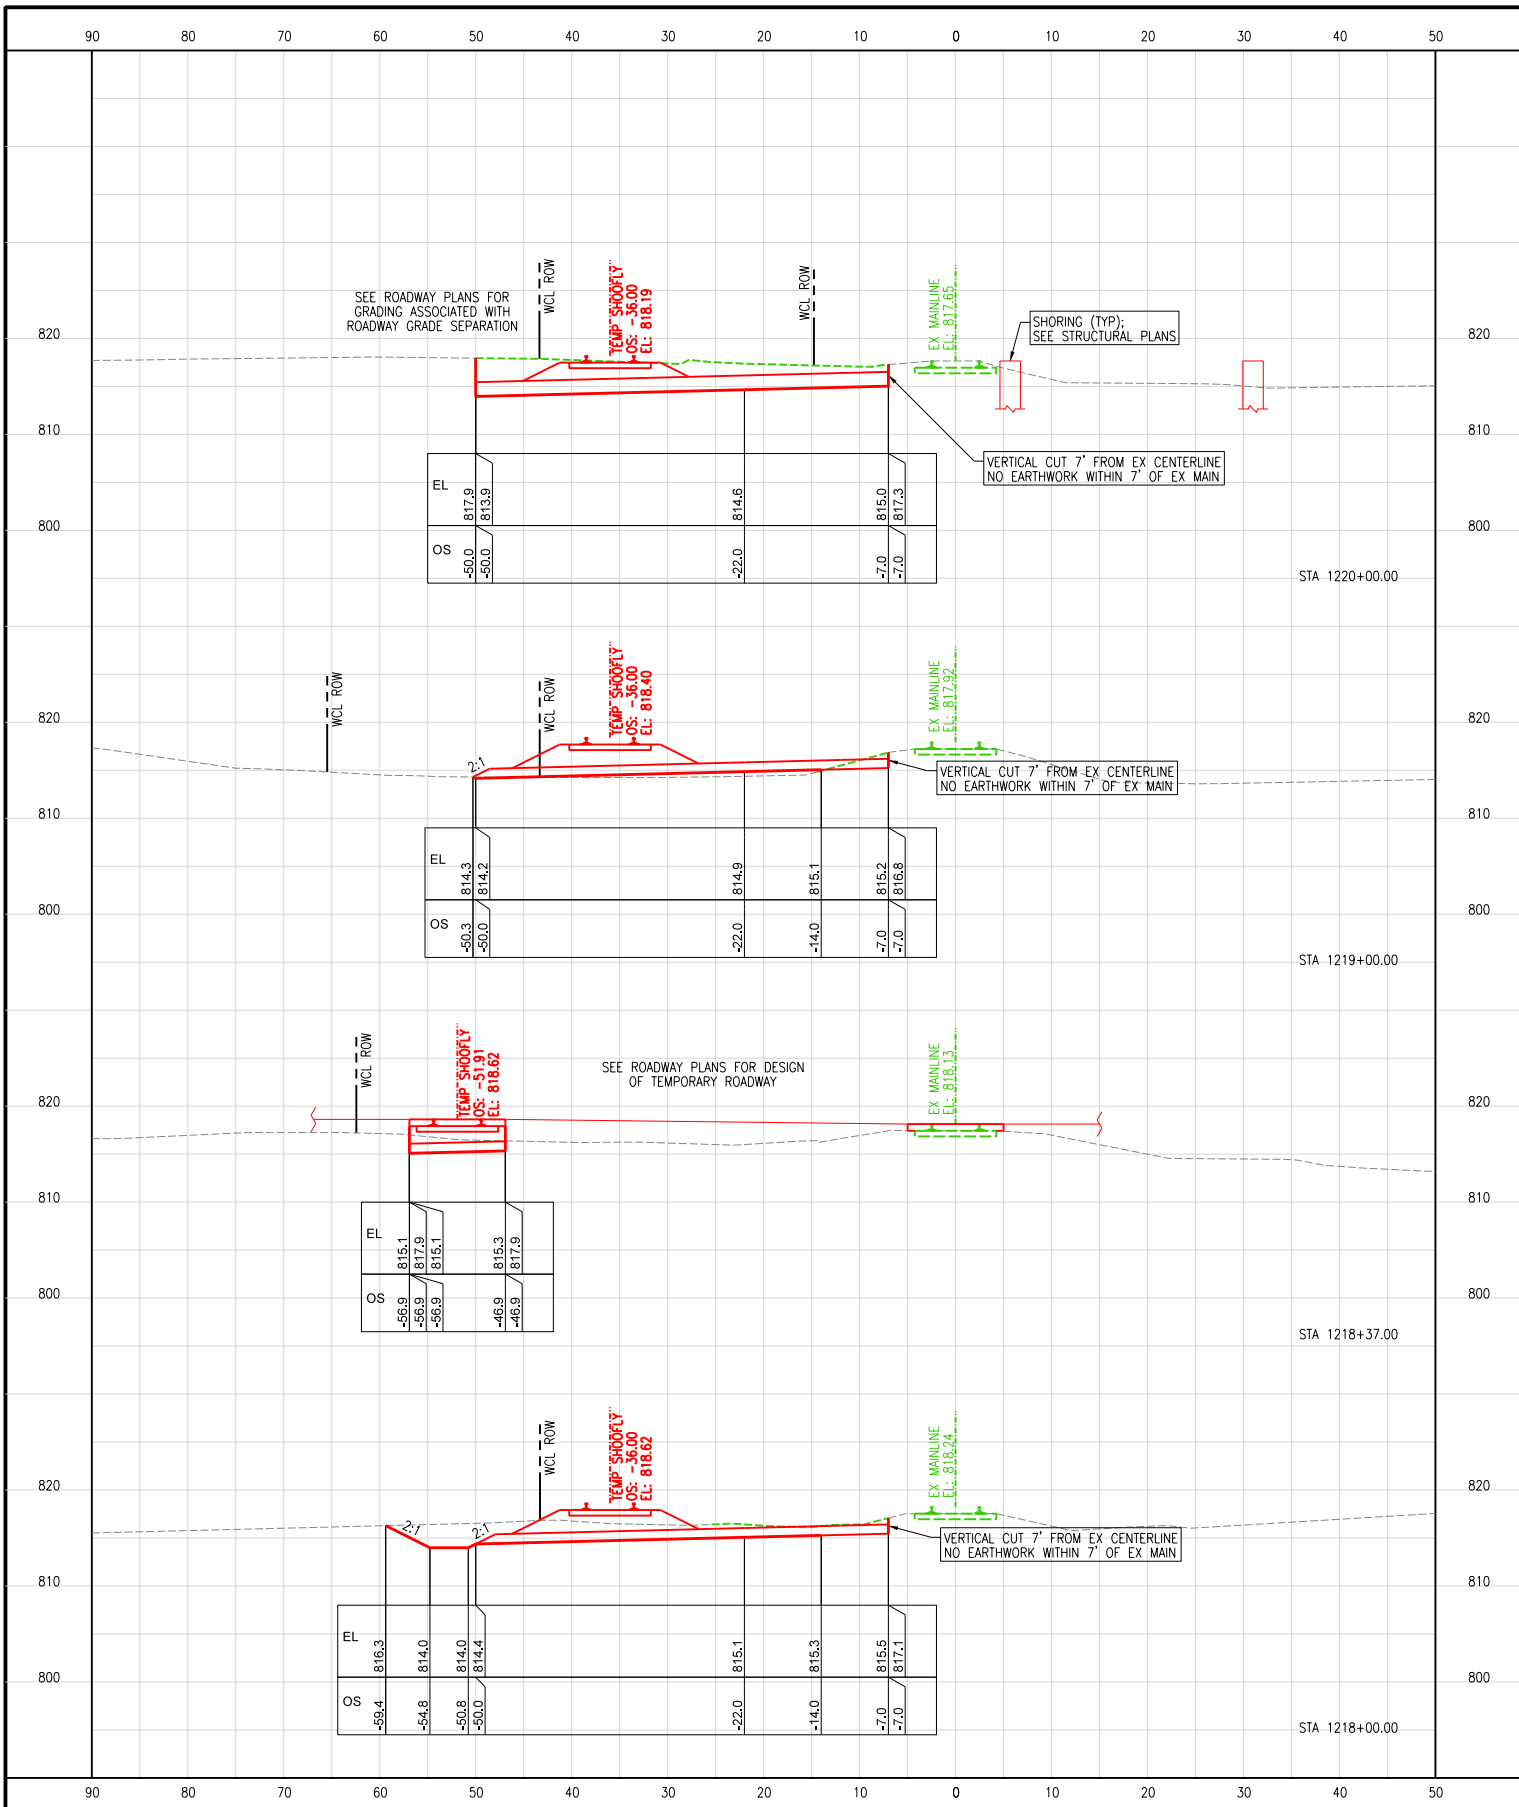 90 80 70 60 50 40 30 20 10 0 10 20 30 40 50
SEE ROADWAY PLANS FOR
GRADING ASSOCIATED WITH
ROADWAY GRADE SEPARATION
WCL ROW
TEMP SHOOFLY
OS: -36.00
EL: 818.19
WCL ROW
EX MAINLINE
EL: 817.65
SHORING (TYP);
SEE STRUCTURAL PLANS
820 820
810 810
VERTICAL CUT 7' FROM EX CENTERLINE
NO EARTHWORK WITHIN 7' OF EX MAIN
EL 817.9 813.9 814.6 815.0 817.3
800 800
OS -50.0 -50.0 -22.0 -7.0 -7.0
STA 1220+00.00
WCL ROW
WCL ROW
TEMP SHOOFLY
OS: -36.00
EL: 818.40
EX MAINLINE
EL: 817.92
820 820
2:1
VERTICAL CUT 7' FROM EX CENTERLINE
NO EARTHWORK WITHIN 7' OF EX MAIN
810 810
EL 814.3 814.2 814.9 815.1 815.2 816.8
800 800
OS -50.3 -50.0 -22.0 -14.0 -7.0 -7.0
STA 1219+00.00
WCL ROW
TEMP SHOOFLY
OS: -51.91
EL: 818.62
SEE ROADWAY PLANS FOR DESIGN
OF TEMPORARY ROADWAY
EX MAINLINE
EL: 818.13
820 820
810 810
EL 815.1 817.9 815.1 815.3 817.9
800 800
OS -56.9 -56.9 -56.9 -46.9 -46.9
STA 1218+37.00
WCL ROW
TEMP SHOOFLY
OS: -36.00
EL: 818.62
EX MAINLINE
EL: 818.24
820 820
2:1 2:1
VERTICAL CUT 7' FROM EX CENTERLINE
NO EARTHWORK WITHIN 7' OF EX MAIN
810 810
EL 816.3 814.0 814.0 814.4 815.1 815.3 815.5 817.1
800 800
OS -59.4 -54.8 -50.8 -50.0 -22.0 -14.0 -7.0 -7.0
STA 1218+00.00
90 80 70 60 50 40 30 20 10 0 10 20 30 40 50